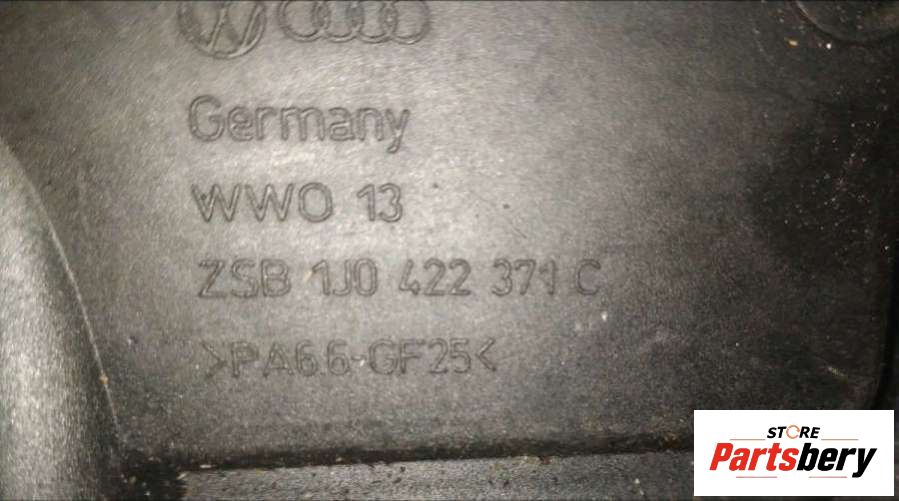 Germany
WWO 13
ZSB 1J0 422 371 C
>PA6.6-GF25<
STORE
Partsbery